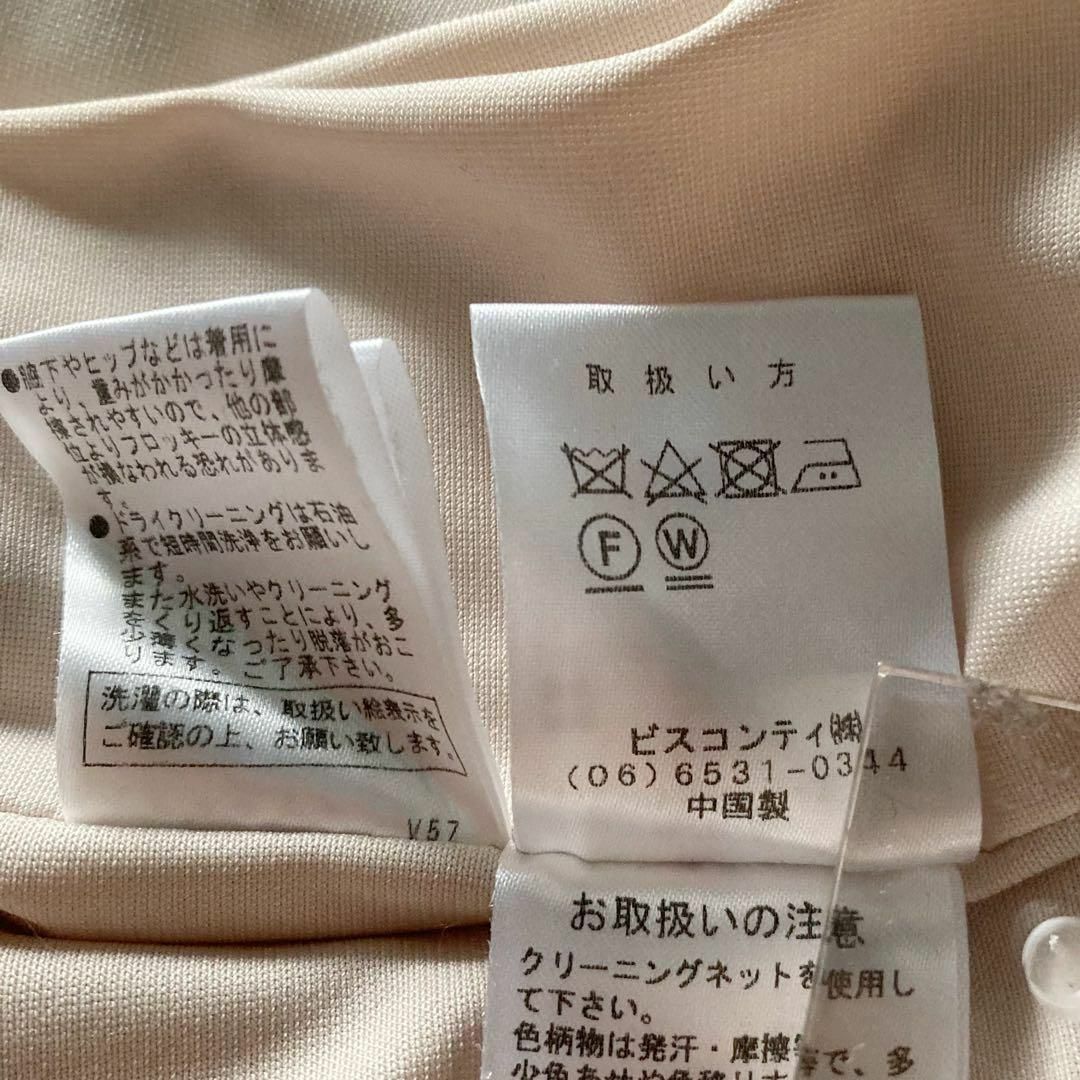 ●脇下やヒップなどは着用に
より、重みがかかったり摩
擦されやすいので、他の部
位よりフロッキーの立体感
が損なわれる恐れがありま
す。
●ドライクリーニングは石油
系で短時間洗浄をお願いし
ます。
また水洗いやクリーニング
をくり返すことにより、多
少薄くなったり脱落がおこ
ります。ご了承下さい。
洗濯の際は、取扱い絵表示を
ご確認の上、お願い致します。
V57
取扱い方
F W
ビスコンティ㈱
(06)6531-0344
中国製
お取扱いの注意
クリーニングネットを使用し
て下さい。
色柄物は発汗・摩擦等で、多
少色あせや色移りま